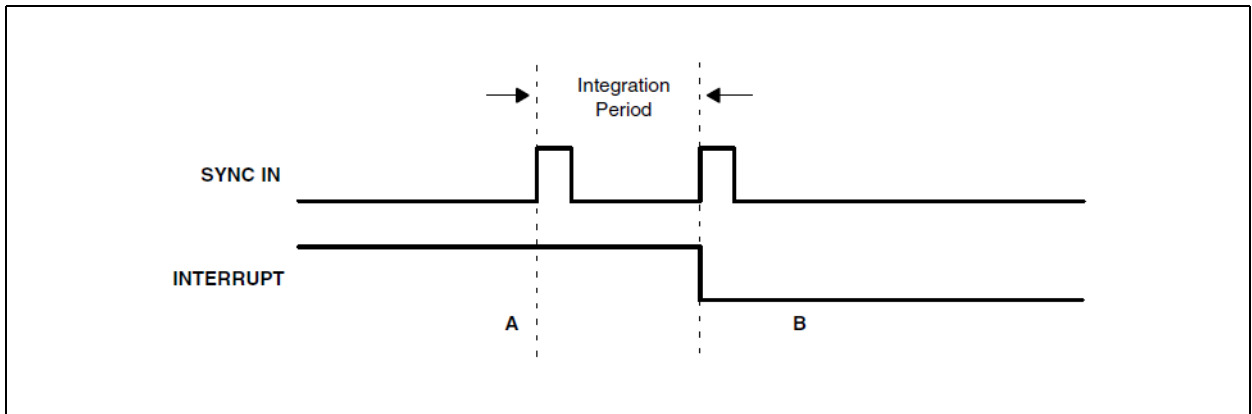 Integration
Period
SYNC IN
INTERRUPT
A
B